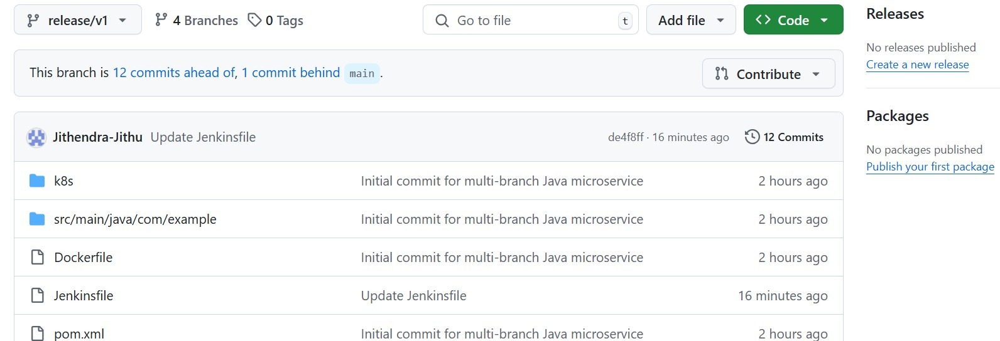 release/v1
4 Branches
0 Tags
Go to file
t
Add file
Code
This branch is 12 commits ahead of, 1 commit behind main .
Contribute
Jithendra-Jithu Update Jenkinsfile
de4f8ff · 16 minutes ago
12 Commits
k8s Initial commit for multi-branch Java microservice 2 hours ago
src/main/java/com/example Initial commit for multi-branch Java microservice 2 hours ago
Dockerfile Initial commit for multi-branch Java microservice 2 hours ago
Jenkinsfile Update Jenkinsfile 16 minutes ago
pom.xml Initial commit for multi-branch Java microservice 2 hours ago
Releases
No releases published
Create a new release
Packages
No packages published
Publish your first package